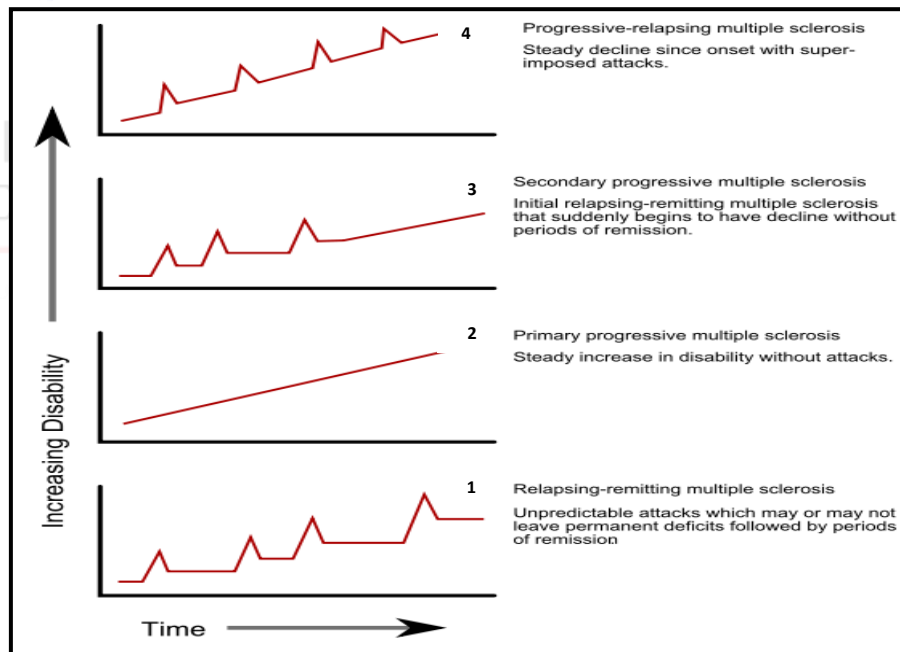 4
Progressive-relapsing multiple sclerosis
Steady decline since onset with super-
imposed attacks.
3
Secondary progressive multiple sclerosis
Initial relapsing-remitting multiple sclerosis
that suddenly begins to have decline without
periods of remission.
2
Primary progressive multiple sclerosis
Steady increase in disability without attacks.
1
Relapsing-remitting multiple sclerosis
Unpredictable attacks which may or may not
leave permanent deficits followed by periods
of remission
Increasing Disability
Time